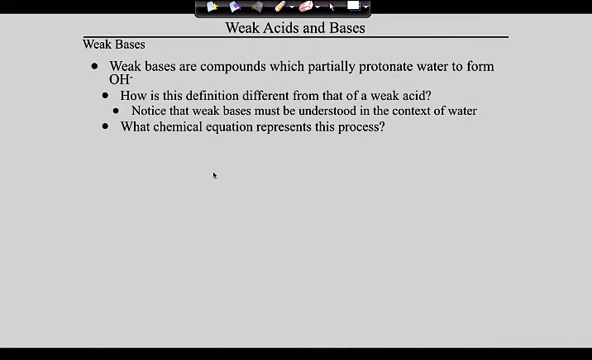 Weak Acids and Bases
Weak Bases
• Weak bases are compounds which partially protonate water to form
OH-
• How is this definition different from that of a weak acid?
• Notice that weak bases must be understood in the context of water
• What chemical equation represents this process?